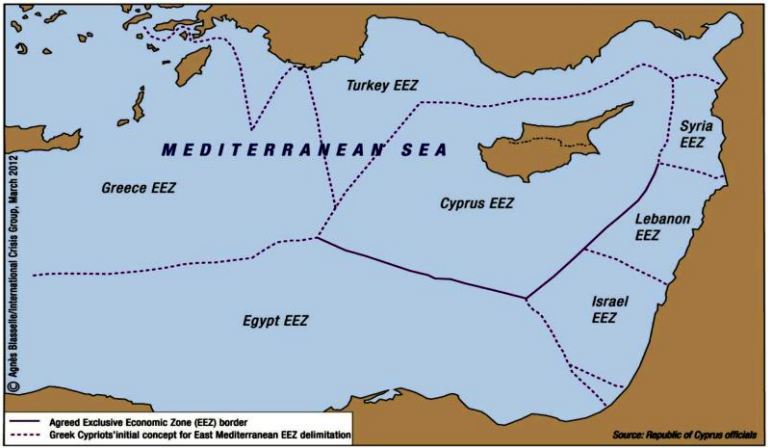 Turkey EEZ
MEDITERRANEAN SEA
Syria
EEZ
Greece EEZ
Cyprus EEZ
Lebanon
EEZ
Israel
EEZ
Egypt EEZ
© Agnès Blasselle/International Crisis Group, March 2012
Agreed Exclusive Economic Zone (EEZ) border
Greek Cypriots'initial concept for East Mediterranean EEZ delimitation
Source: Republic of Cyprus officials